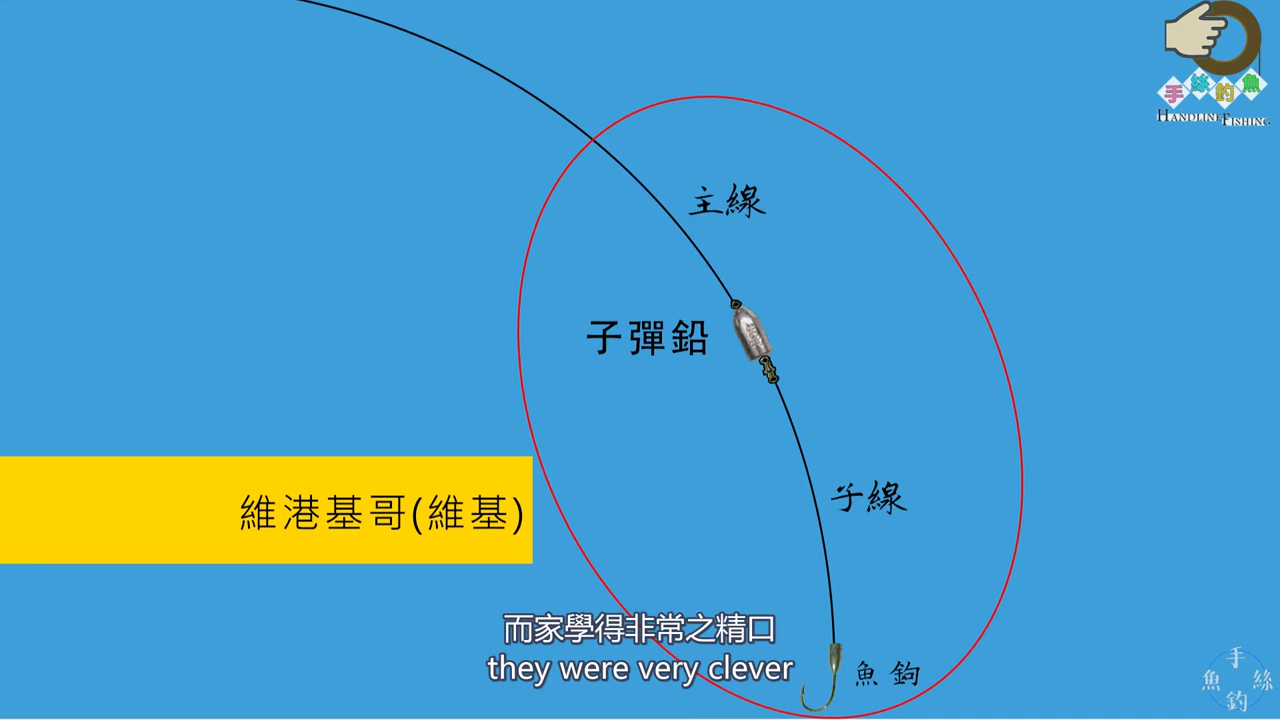 手絲釣魚
HANDLINE FISHING
主線
子彈鉛
子線
維港基哥(維基)
而家學得非常之精口
they were very clever
魚鉤
手絲釣魚